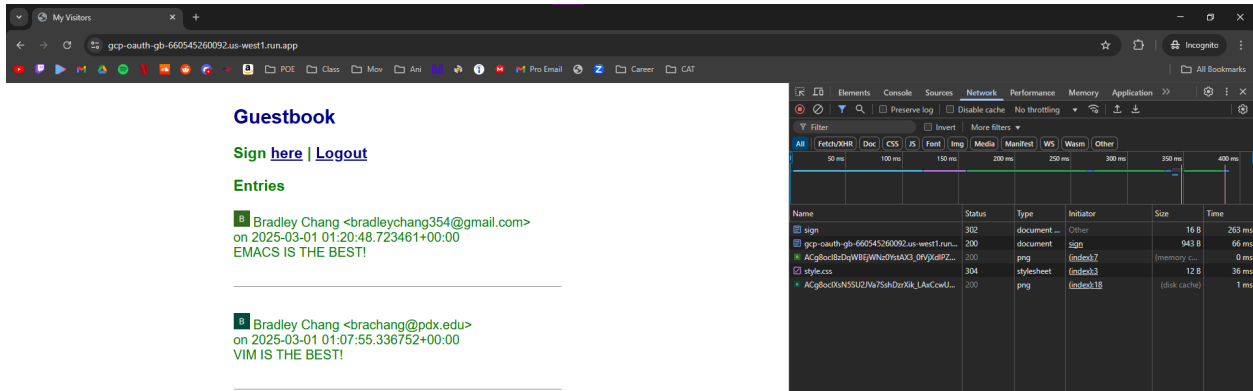 My Visitors
gcp-oauth-gb-660545260092.us-west1.run.app
Incognito
POE Class Mov Ani Pro Email Career CAT All Bookmarks
Guestbook
Sign here | Logout
Entries
B Bradley Chang <bradleychang354@gmail.com>
on 2025-03-01 01:20:48.723461+00:00
EMACS IS THE BEST!
B Bradley Chang <brachang@pdx.edu>
on 2025-03-01 01:07:55.336752+00:00
VIM IS THE BEST!
Elements Console Sources Network Performance Memory Application
Preserve log Disable cache No throttling
Filter Invert More filters
All Fetch/XHR Doc CSS JS Font Img Media Manifest WS Wasm Other
50 ms 100 ms 150 ms 200 ms 250 ms 300 ms 350 ms 400 ms
Name Status Type Initiator Size Time
sign 302 document ... Other 16 B 263 ms
gcp-oauth-gb-660545260092.us-west1.run... 200 document sign 943 B 66 ms
200 png (index):7 (memory c... 0 ms
style.css 304 stylesheet (index):3 12 B 36 ms
200 png (index):18 (disk cache) 1 ms